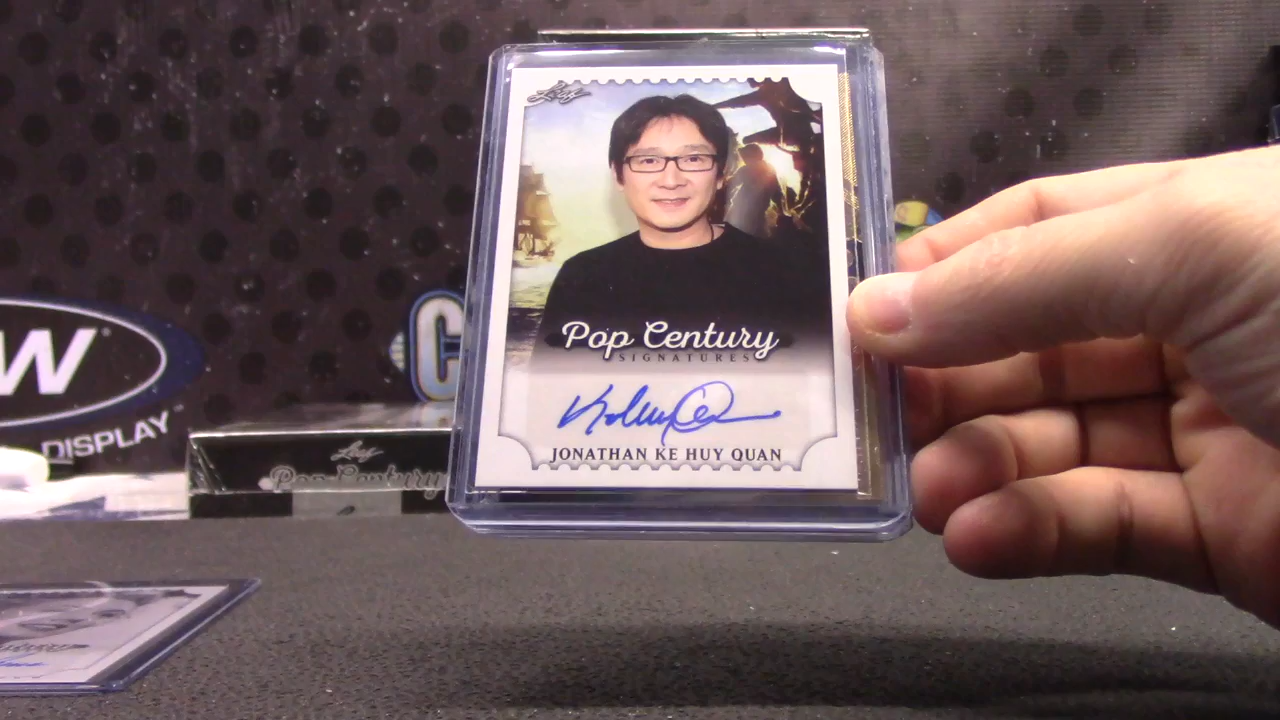 Leaf
Pop Century
SIGNATURES
JONATHAN KE HUY QUAN
W
DISPLAY
C
Leaf
Pop Century